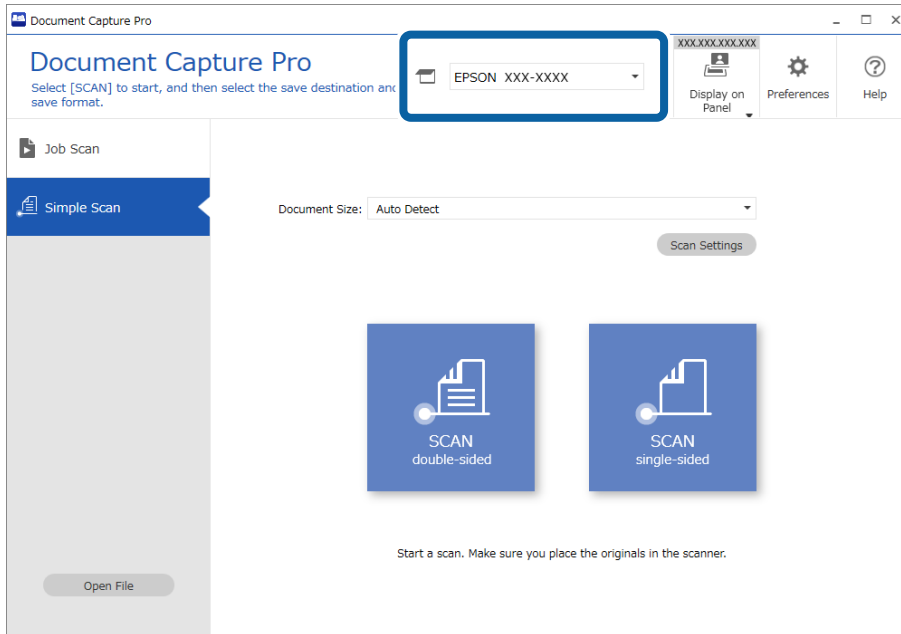 Document Capture Pro
Document Capture Pro
Select [SCAN] to start, and then select the save destination and
save format.
EPSON XXX-XXXX
XXX.XXX.XXX.XXX
Display on
Panel
Preferences
Help
Job Scan
Simple Scan
Document Size: Auto Detect
Scan Settings
SCAN
double-sided
SCAN
single-sided
Start a scan. Make sure you place the originals in the scanner.
Open File